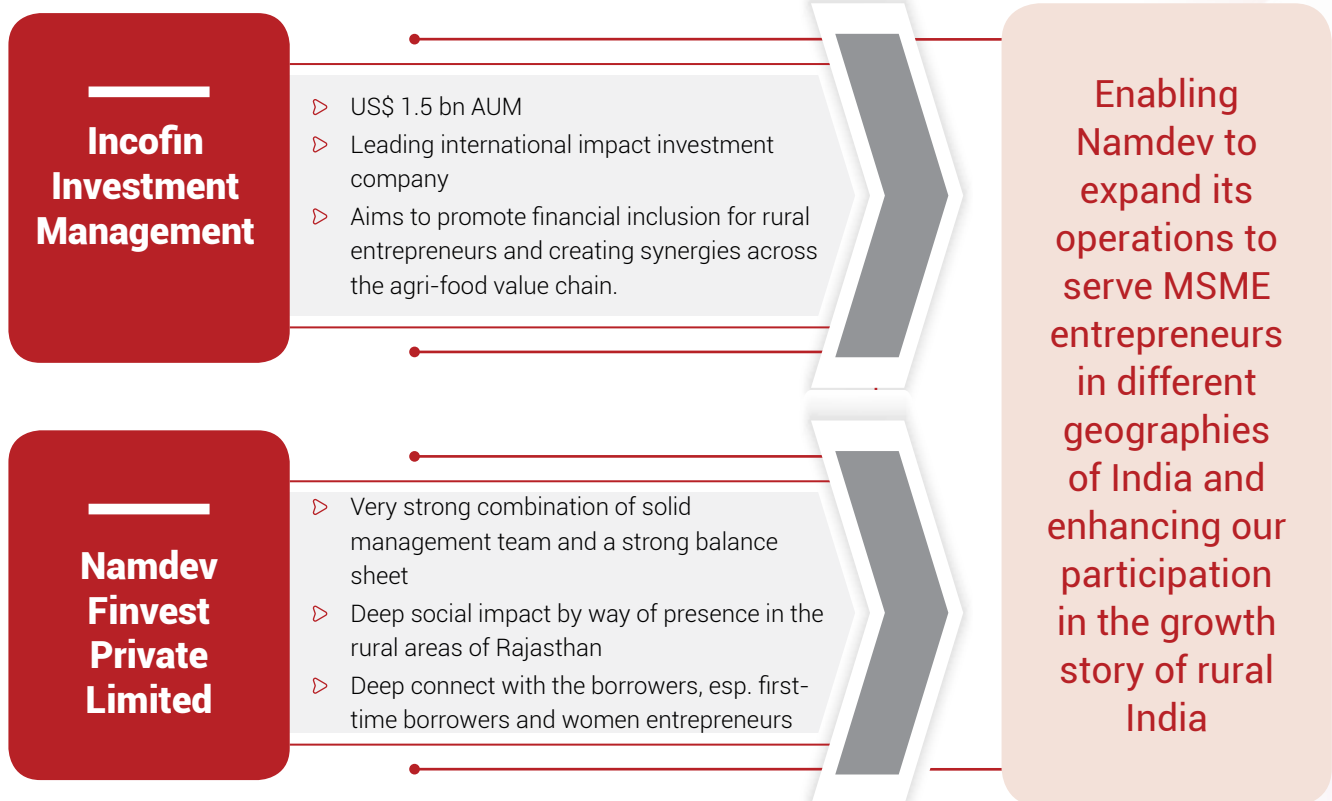 Incofin
Investment
Management
US$ 1.5 bn AUM
Leading international impact investment
company
Aims to promote financial inclusion for rural
entrepreneurs and creating synergies across
the agri-food value chain.
Namdev
Finvest
Private
Limited
Very strong combination of solid
management team and a strong balance
sheet
Deep social impact by way of presence in the
rural areas of Rajasthan
Deep connect with the borrowers, esp. first-
time borrowers and women entrepreneurs
Enabling
Namdev to
expand its
operations to
serve MSME
entrepreneurs
in different
geographies
of India and
enhancing our
participation
in the growth
story of rural
India